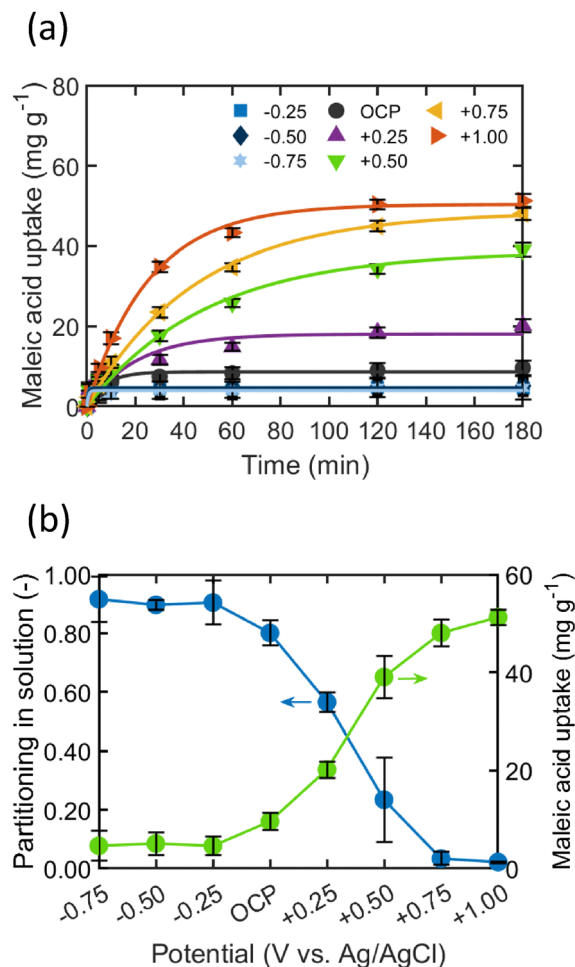 (a)
Maleic acid uptake (mg g⁻¹)
80
60
40
20
0
-0.25 OCP +0.75
-0.50 +0.25 +1.00
-0.75 +0.50
0 20 40 60 80 100 120 140 160 180
Time (min)
(b)
Partitioning in solution (-)
1.00
0.80
0.60
0.40
0.20
0.00
60
40
20
0
Maleic acid uptake (mg g⁻¹)
-0.75 -0.50 -0.25 OCP +0.25 +0.50 +0.75 +1.00
Potential (V vs. Ag/AgCl)